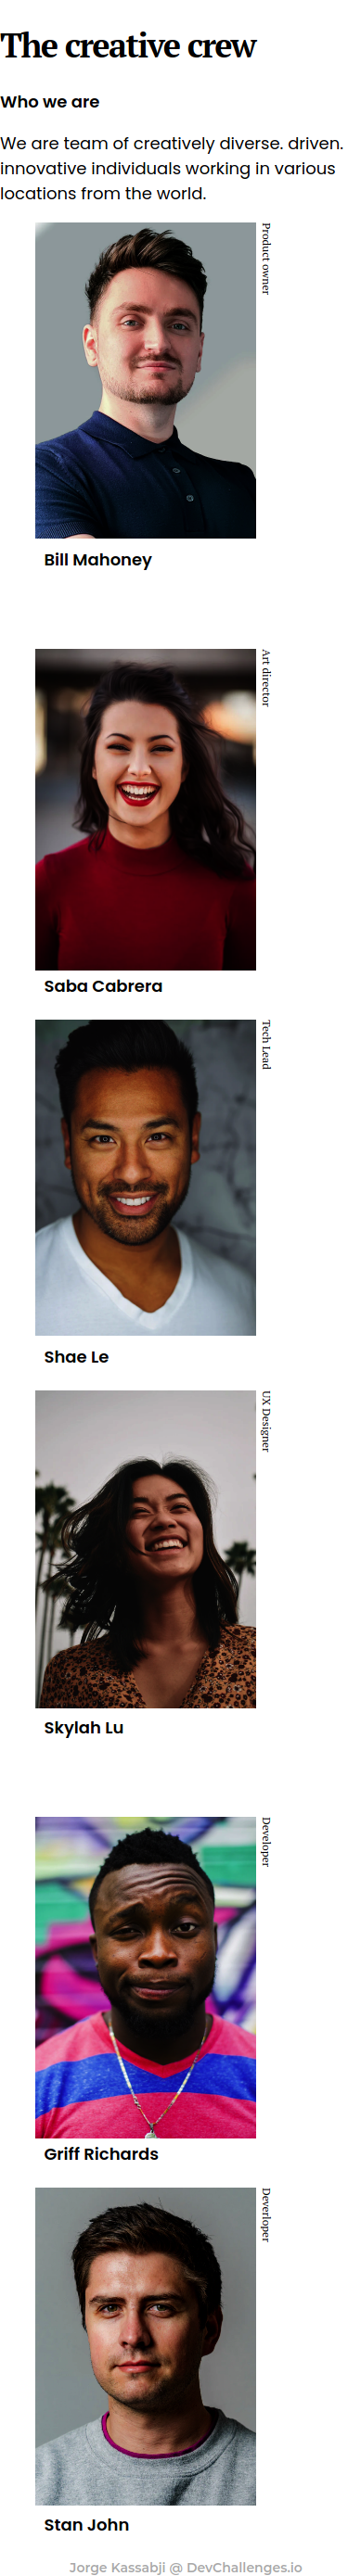 The creative crew
Who we are
We are team of creatively diverse. driven.
innovative individuals working in various
locations from the world.
Product owner
Bill Mahoney
Art director
Saba Cabrera
Tech Lead
Shae Le
UX Designer
Skylah Lu
Developer
Griff Richards
Deverloper
Stan John
Jorge Kassabji @ DevChallenges.io